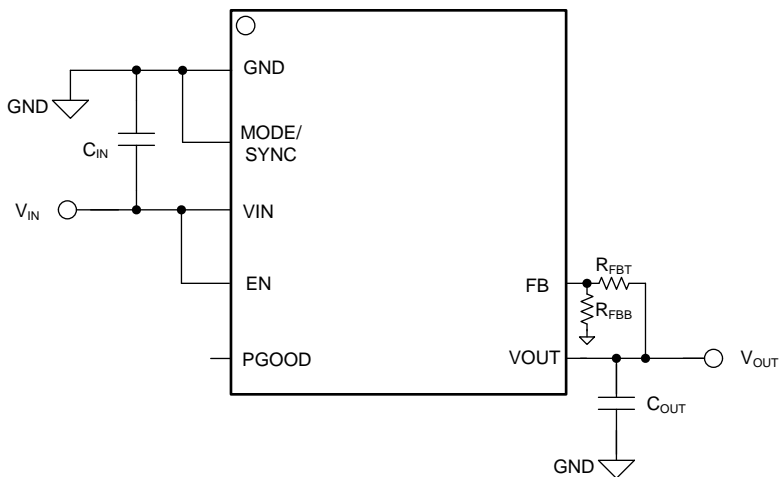 GND
GND
MODE/
SYNC
C_IN
V_IN
VIN
EN
FB
R_FBT
R_FBB
PGOOD
VOUT
V_OUT
C_OUT
GND